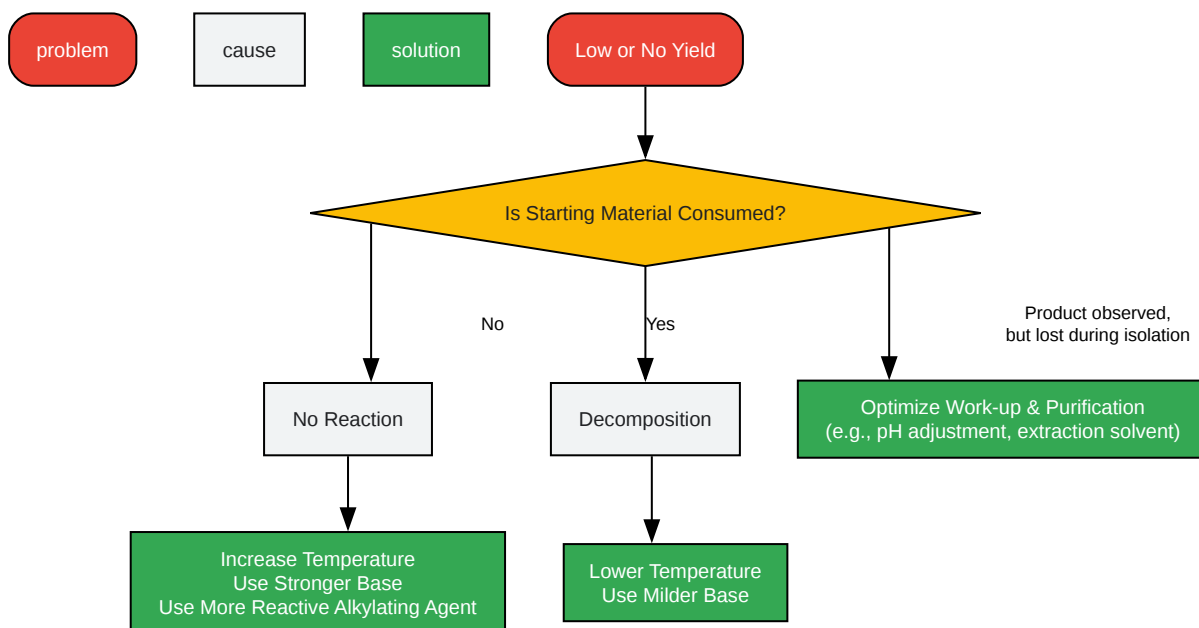 problem
cause
solution
Low or No Yield
Is Starting Material Consumed?
No
Yes
Product observed,
but lost during isolation
No Reaction
Decomposition
Optimize Work-up & Purification
(e.g., pH adjustment, extraction solvent)
Increase Temperature
Use Stronger Base
Use More Reactive Alkylating Agent
Lower Temperature
Use Milder Base